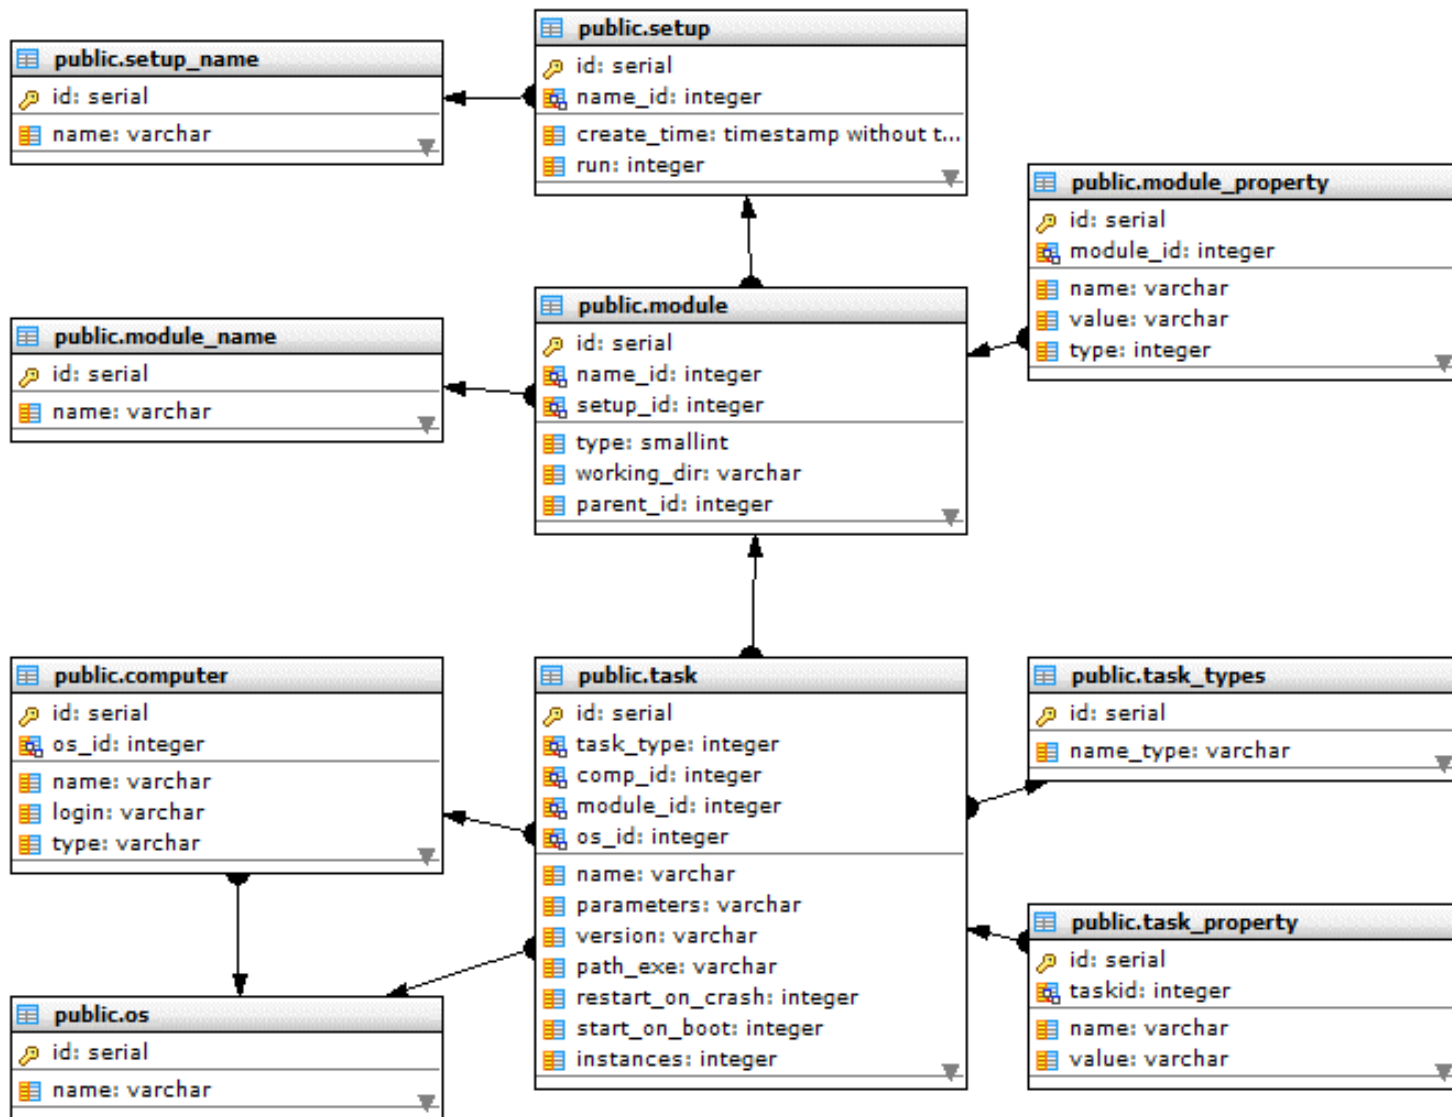 public.setup_name
id: serial
name: varchar
public.setup
id: serial
name_id: integer
create_time: timestamp without t...
run: integer
public.module_property
id: serial
module_id: integer
name: varchar
value: varchar
type: integer
public.module_name
id: serial
name: varchar
public.module
id: serial
name_id: integer
setup_id: integer
type: smallint
working_dir: varchar
parent_id: integer
public.computer
id: serial
os_id: integer
name: varchar
login: varchar
type: varchar
public.task
id: serial
task_type: integer
comp_id: integer
module_id: integer
os_id: integer
name: varchar
parameters: varchar
version: varchar
path_exe: varchar
restart_on_crash: integer
start_on_boot: integer
instances: integer
public.task_types
id: serial
name_type: varchar
public.task_property
id: serial
taskid: integer
name: varchar
value: varchar
public.os
id: serial
name: varchar